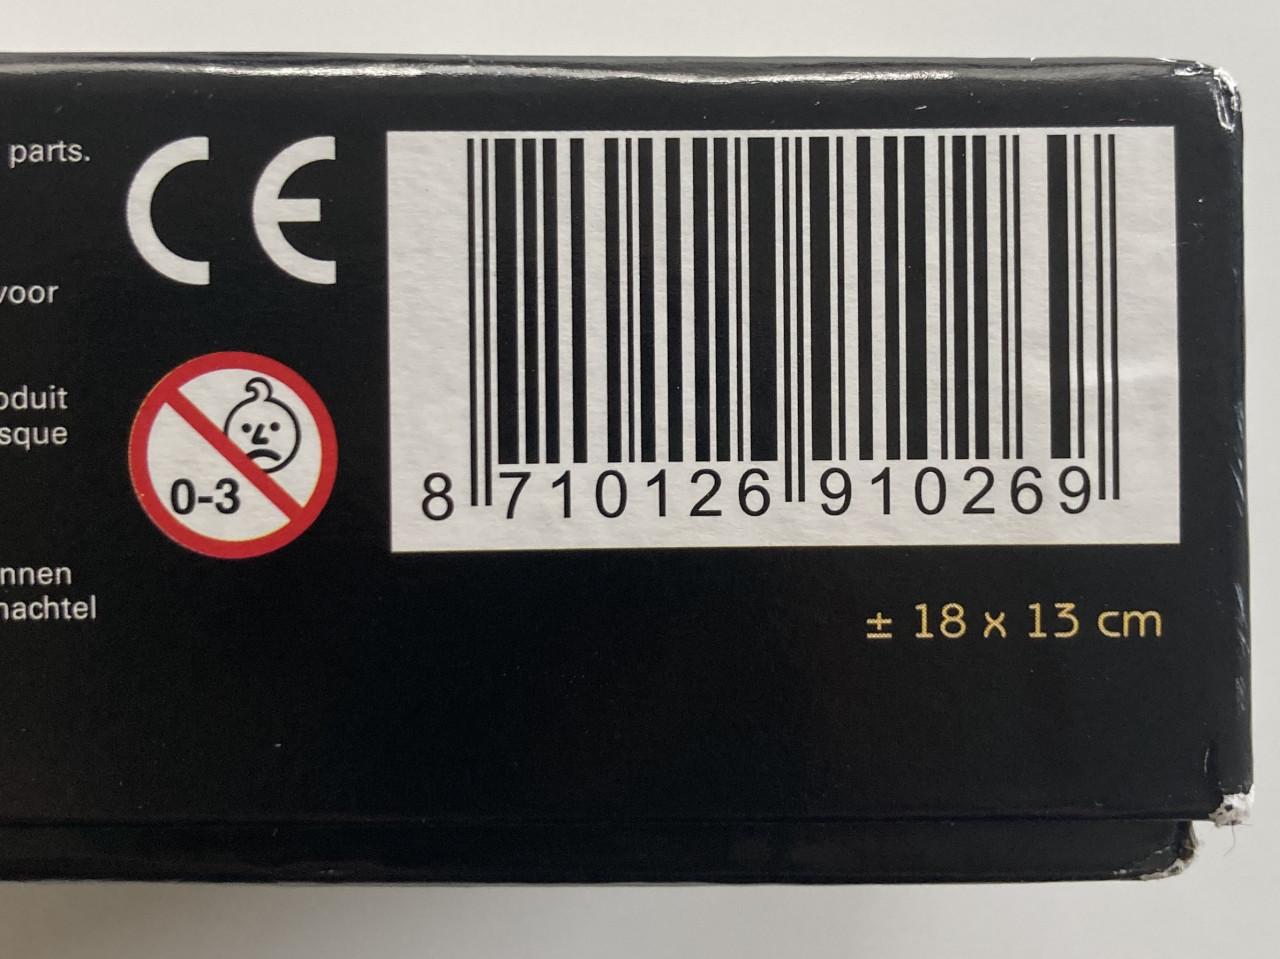 parts.
voor
oduit
sque
nnen
nachtel
CE
0-3
8 710126 910269
± 18 x 13 cm